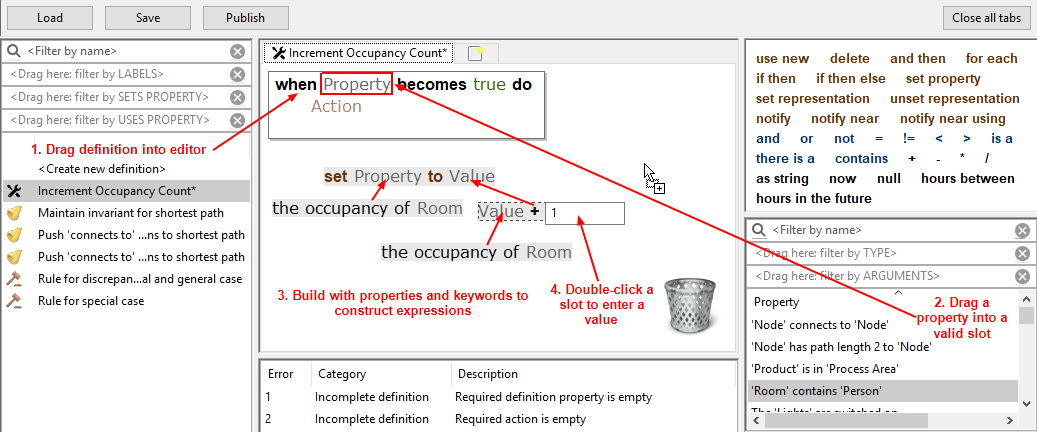 Load Save Publish Close all tabs
<Filter by name>
<Drag here: filter by LABELS>
<Drag here: filter by SETS PROPERTY>
<Drag here: filter by USES PROPERTY>
1. Drag definition into editor
<Create new definition>
Increment Occupancy Count*
Maintain invariant for shortest path
Push 'connects to' ...ns to shortest path
Push 'connects to' ...ns to shortest path
Rule for discrepan...al and general case
Rule for special case
Increment Occupancy Count*
when Property becomes true do
Action
set Property to Value
the occupancy of Room
Value + 1
the occupancy of Room
3. Build with properties and keywords to
construct expressions
4. Double-click a
slot to enter a
value
Error Category Description
1 Incomplete definition Required definition property is empty
2 Incomplete definition Required action is empty
use new delete and then for each
if then if then else set property
set representation unset representation
notify notify near notify near using
and or not = != < > is a
there is a contains + - * /
as string now null hours between
hours in the future
<Filter by name>
<Drag here: filter by TYPE>
<Drag here: filter by ARGUMENTS>
Property
2. Drag a
property into a
valid slot
'Node' connects to 'Node'
'Node' has path length 2 to 'Node'
'Product' is in 'Process Area'
'Room' contains 'Person'
The 'Lights' are switched on